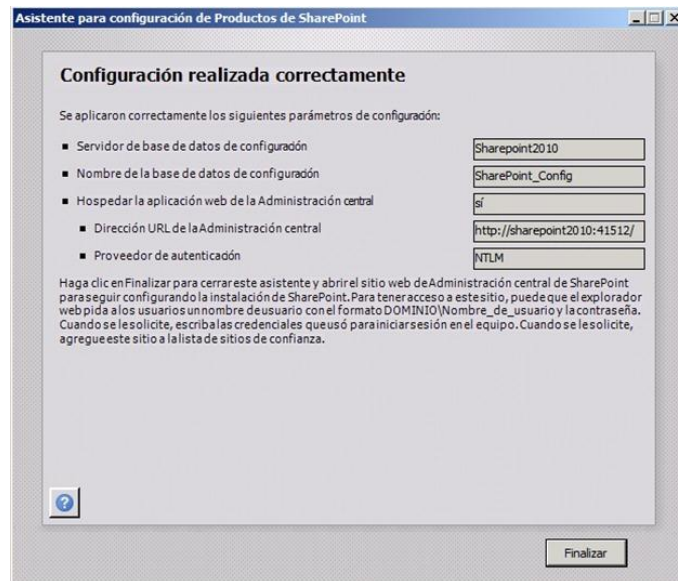 Asistente para configuración de Productos de SharePoint
Configuración realizada correctamente
Se aplicaron correctamente los siguientes parámetros de configuración:
Servidor de base de datos de configuración Sharepoint2010
Nombre de la base de datos de configuración SharePoint_Config
Hospedar la aplicación web de la Administración central sí
Dirección URL de la Administración central http://sharepoint2010:41512/
Proveedor de autenticación NTLM
Haga clic en Finalizar para cerrar este asistente y abrir el sitio web de Administración central de SharePoint
para seguir configurando la instalación de SharePoint. Para tener acceso a este sitio, puede que el explorador
web pida a los usuarios un nombre de usuario con el formato DOMINIO\Nombre_de_usuario y la contraseña.
Cuando se le solicite, escriba las credenciales que usó para iniciar sesión en el equipo. Cuando se le solicite,
agregue este sitio a la lista de sitios de confianza.
?
Finalizar